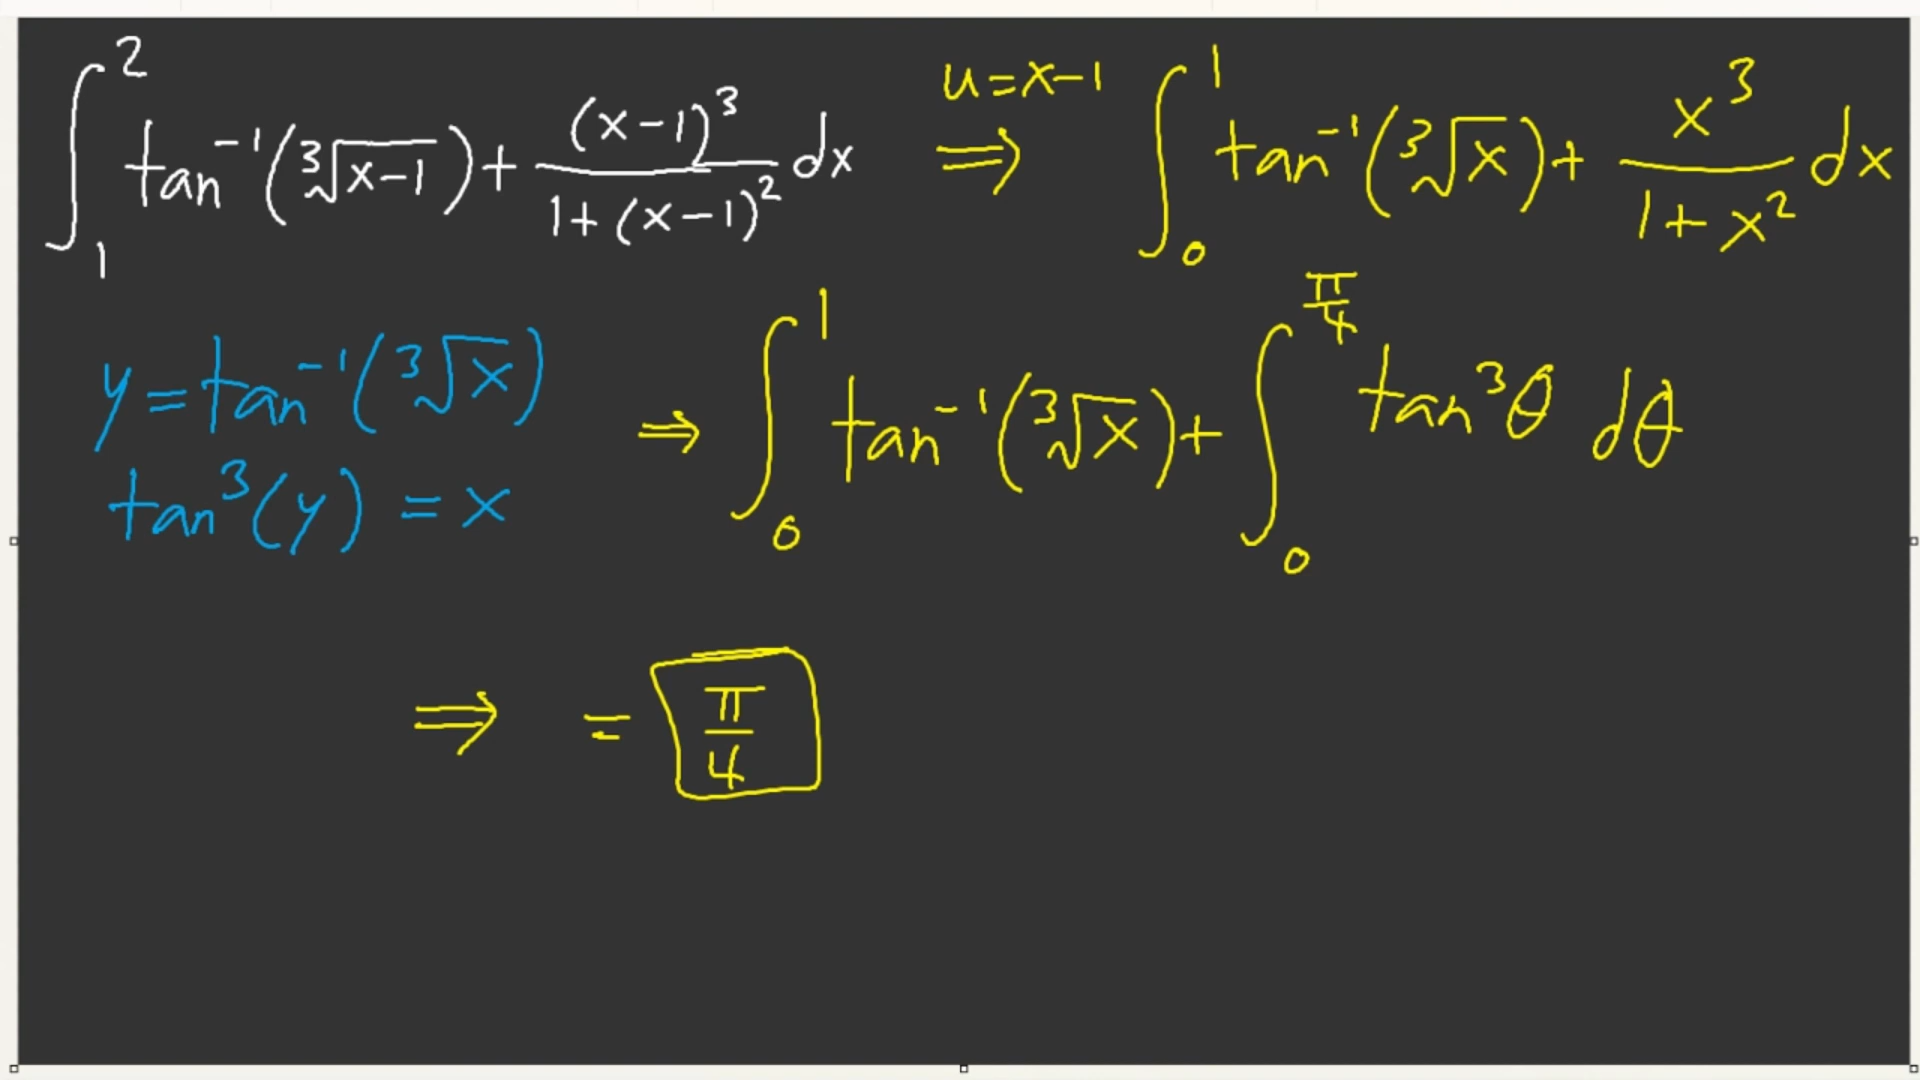 ∫₁² tan⁻¹(∛(x−1)) + (x−1)³/(1+(x−1)²) dx ⇒ u=x−1 ∫₀¹ tan⁻¹(∛x) + x³/(1+x²) dx
y = tan⁻¹(∛x)
tan³(y) = x
⇒ ∫₀¹ tan⁻¹(∛x) + ∫₀^(π/4) tan³θ dθ
⇒ = π/4